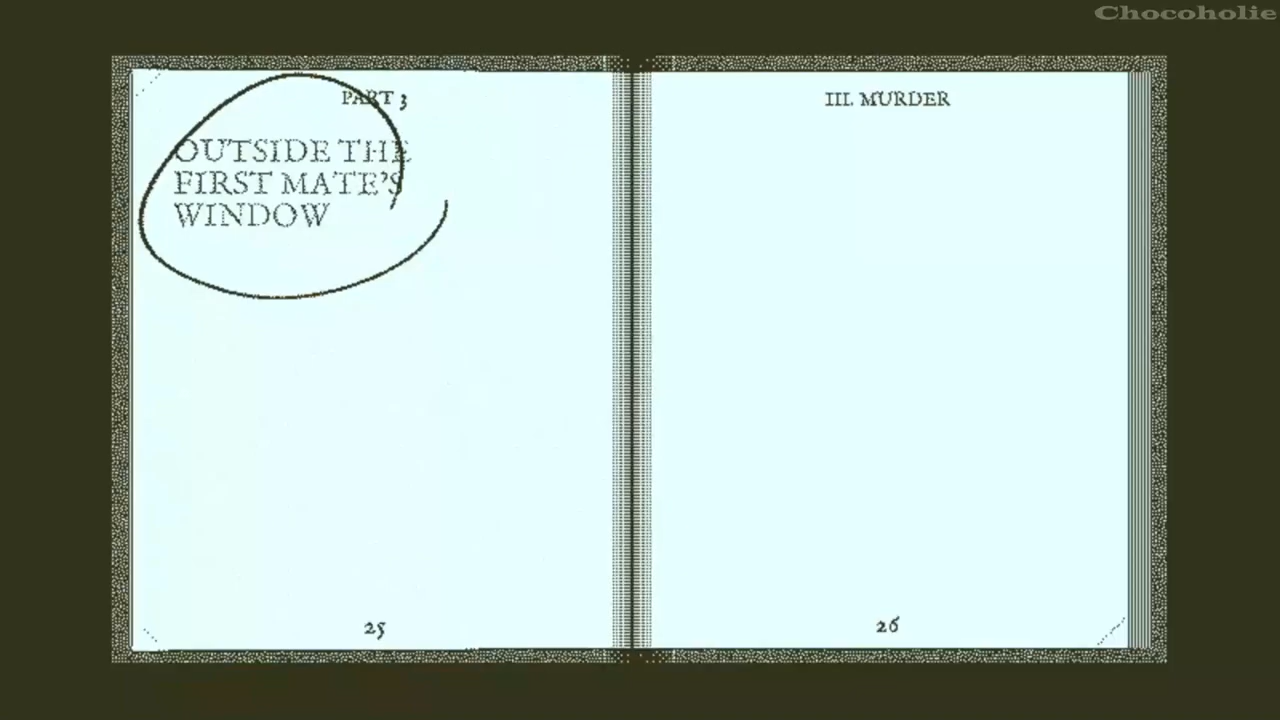 Chocoholie
PART 3
OUTSIDE THE
FIRST MATE'S
WINDOW
25
III. MURDER
26